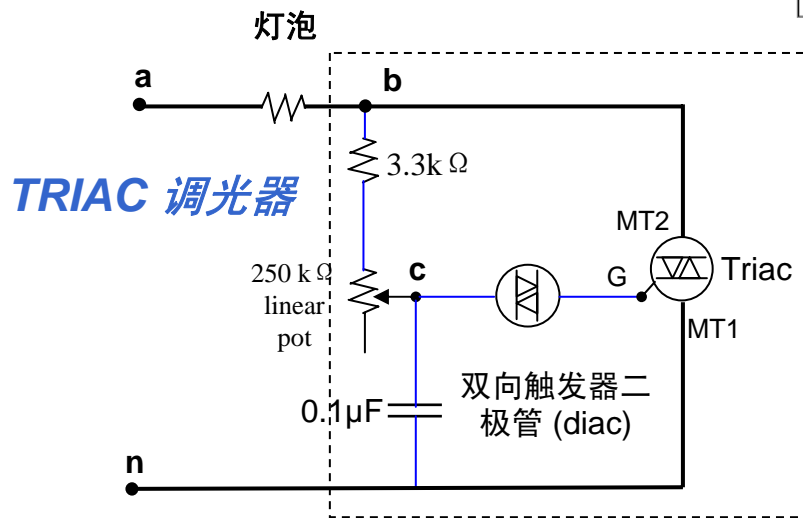 灯泡
a
b
TRIAC 调光器
3.3k Ω
MT2
250 k Ω
linear
pot
c
G
Triac
MT1
0.1µF
双向触发器二
极管 (diac)
n